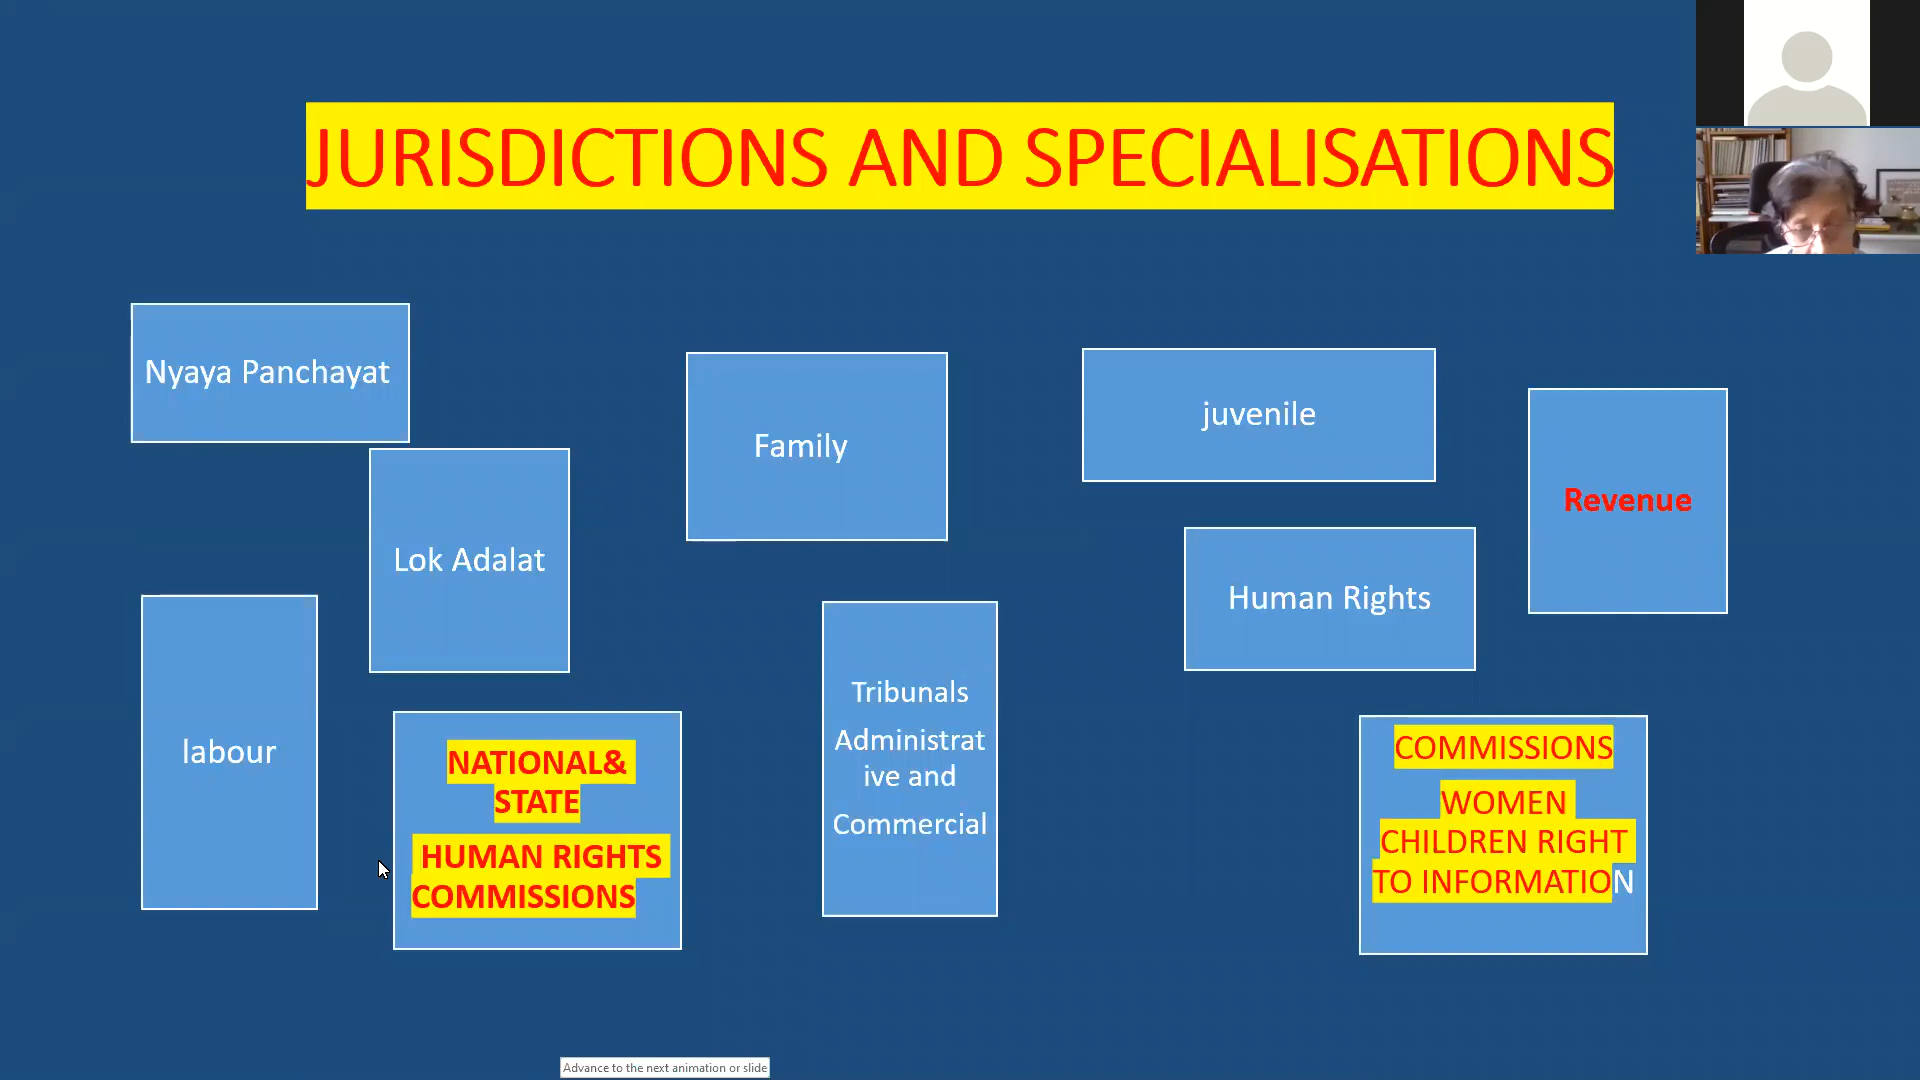 JURISDICTIONS AND SPECIALISATIONS
Nyaya Panchayat
Family
juvenile
Revenue
Lok Adalat
Human Rights
labour
NATIONAL&
STATE
HUMAN RIGHTS
COMMISSIONS
Tribunals
Administrat
ive and
Commercial
COMMISSIONS
WOMEN
CHILDREN RIGHT
TO INFORMATION
Advance to the next animation or slide